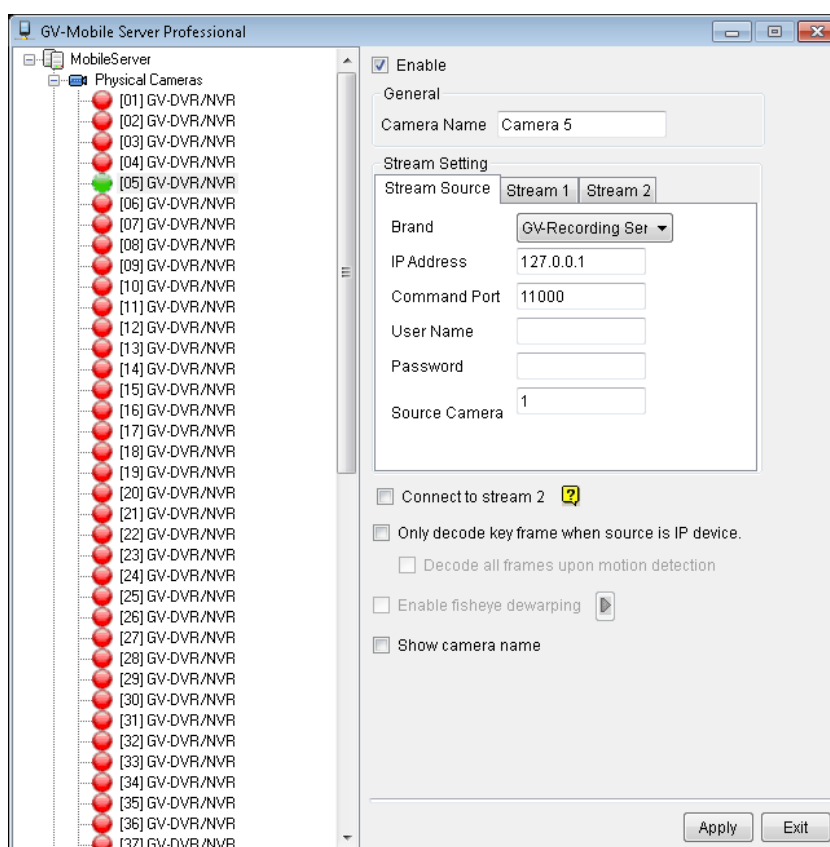 GV-Mobile Server Professional
MobileServer
Physical Cameras
[01] GV-DVR/NVR
[02] GV-DVR/NVR
[03] GV-DVR/NVR
[04] GV-DVR/NVR
[05] GV-DVR/NVR
[06] GV-DVR/NVR
[07] GV-DVR/NVR
[08] GV-DVR/NVR
[09] GV-DVR/NVR
[10] GV-DVR/NVR
[11] GV-DVR/NVR
[12] GV-DVR/NVR
[13] GV-DVR/NVR
[14] GV-DVR/NVR
[15] GV-DVR/NVR
[16] GV-DVR/NVR
[17] GV-DVR/NVR
[18] GV-DVR/NVR
[19] GV-DVR/NVR
[20] GV-DVR/NVR
[21] GV-DVR/NVR
[22] GV-DVR/NVR
[23] GV-DVR/NVR
[24] GV-DVR/NVR
[25] GV-DVR/NVR
[26] GV-DVR/NVR
[27] GV-DVR/NVR
[28] GV-DVR/NVR
[29] GV-DVR/NVR
[30] GV-DVR/NVR
[31] GV-DVR/NVR
[32] GV-DVR/NVR
[33] GV-DVR/NVR
[34] GV-DVR/NVR
[35] GV-DVR/NVR
[36] GV-DVR/NVR
[37] GV-DVR/NVR
Enable
General
Camera Name Camera 5
Stream Setting
Stream Source Stream 1 Stream 2
Brand GV-Recording Ser
IP Address 127.0.0.1
Command Port 11000
User Name
Password
Source Camera 1
Connect to stream 2 ?
Only decode key frame when source is IP device.
Decode all frames upon motion detection
Enable fisheye dewarping
Show camera name
Apply Exit